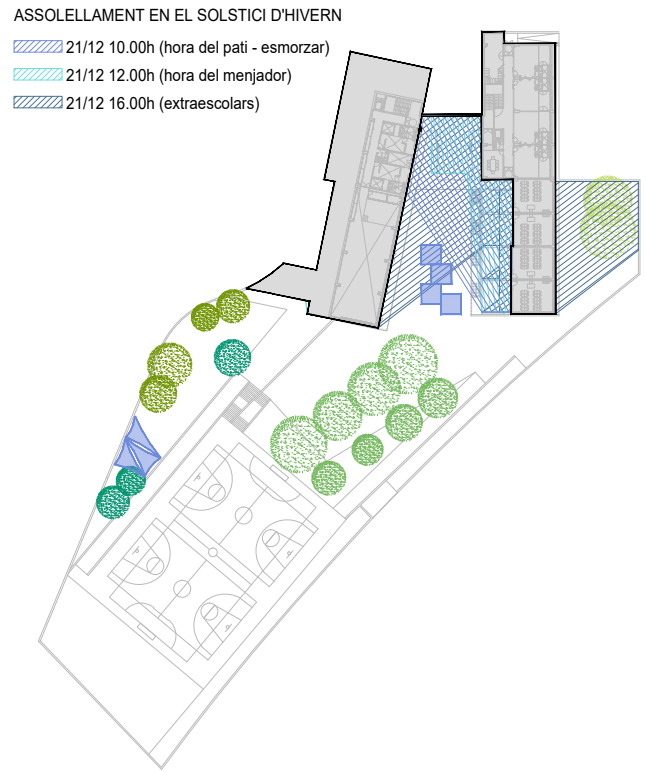 ASSOLELLAMENT EN EL SOLSTICI D'HIVERN
21/12 10.00h (hora del pati - esmorzar)
21/12 12.00h (hora del menjador)
21/12 16.00h (extraescolars)